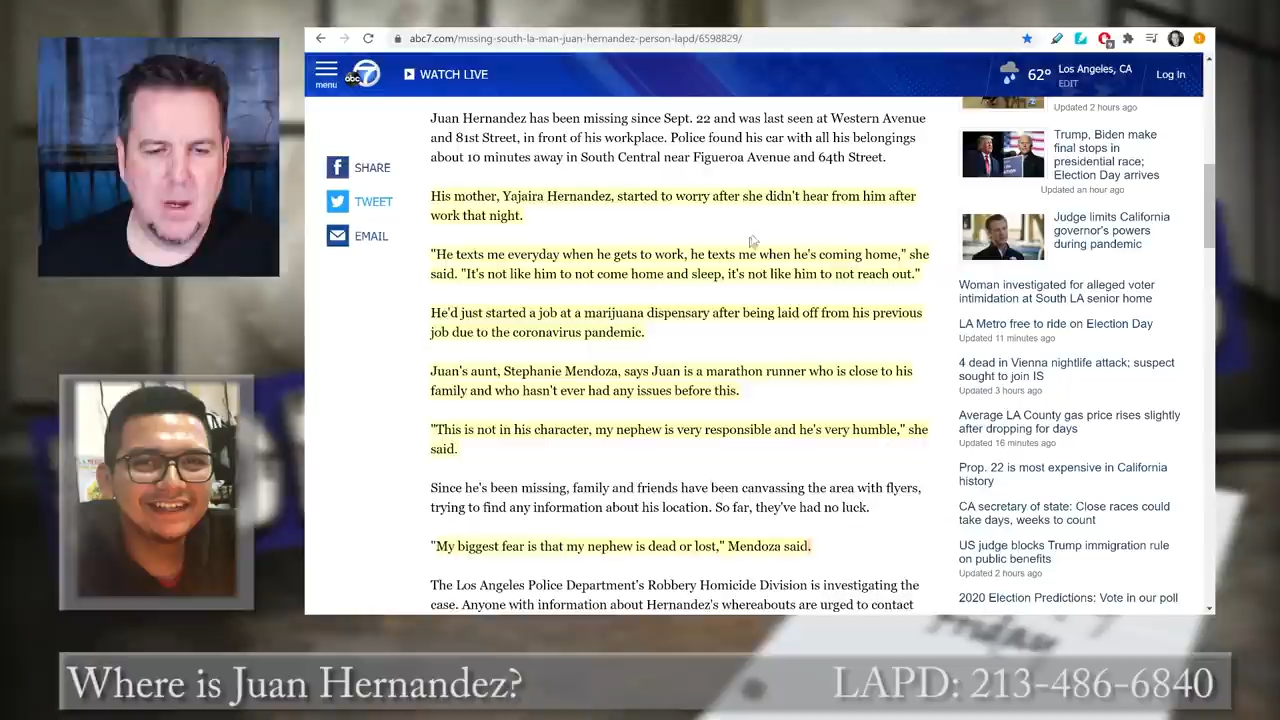 abc7.com/missing-south-la-man-juan-hernandez-person-lapd/6598829/
menu
abc 7
WATCH LIVE
62°
Los Angeles, CA
EDIT
Log In
SHARE
TWEET
EMAIL
Juan Hernandez has been missing since Sept. 22 and was last seen at Western Avenue
and 81st Street, in front of his workplace. Police found his car with all his belongings
about 10 minutes away in South Central near Figueroa Avenue and 64th Street.
His mother, Yajaira Hernandez, started to worry after she didn't hear from him after
work that night.
"He texts me everyday when he gets to work, he texts me when he's coming home," she
said. "It's not like him to not come home and sleep, it's not like him to not reach out."
He'd just started a job at a marijuana dispensary after being laid off from his previous
job due to the coronavirus pandemic.
Juan's aunt, Stephanie Mendoza, says Juan is a marathon runner who is close to his
family and who hasn't ever had any issues before this.
"This is not in his character, my nephew is very responsible and he's very humble," she
said.
Since he's been missing, family and friends have been canvassing the area with flyers,
trying to find any information about his location. So far, they've had no luck.
"My biggest fear is that my nephew is dead or lost," Mendoza said.
The Los Angeles Police Department's Robbery Homicide Division is investigating the
case. Anyone with information about Hernandez's whereabouts are urged to contact
Updated 2 hours ago
Trump, Biden make
final stops in
presidential race;
Election Day arrives
Updated an hour ago
Judge limits California
governor's powers
during pandemic
Woman investigated for alleged voter
intimidation at South LA senior home
LA Metro free to ride on Election Day
Updated 11 minutes ago
4 dead in Vienna nightlife attack; suspect
sought to join IS
Updated 3 hours ago
Average LA County gas price rises slightly
after dropping for days
Updated 16 minutes ago
Prop. 22 is most expensive in California
history
CA secretary of state: Close races could
take days, weeks to count
US judge blocks Trump immigration rule
on public benefits
Updated 2 hours ago
2020 Election Predictions: Vote in our poll
Where is Juan Hernandez?
LAPD: 213-486-6840